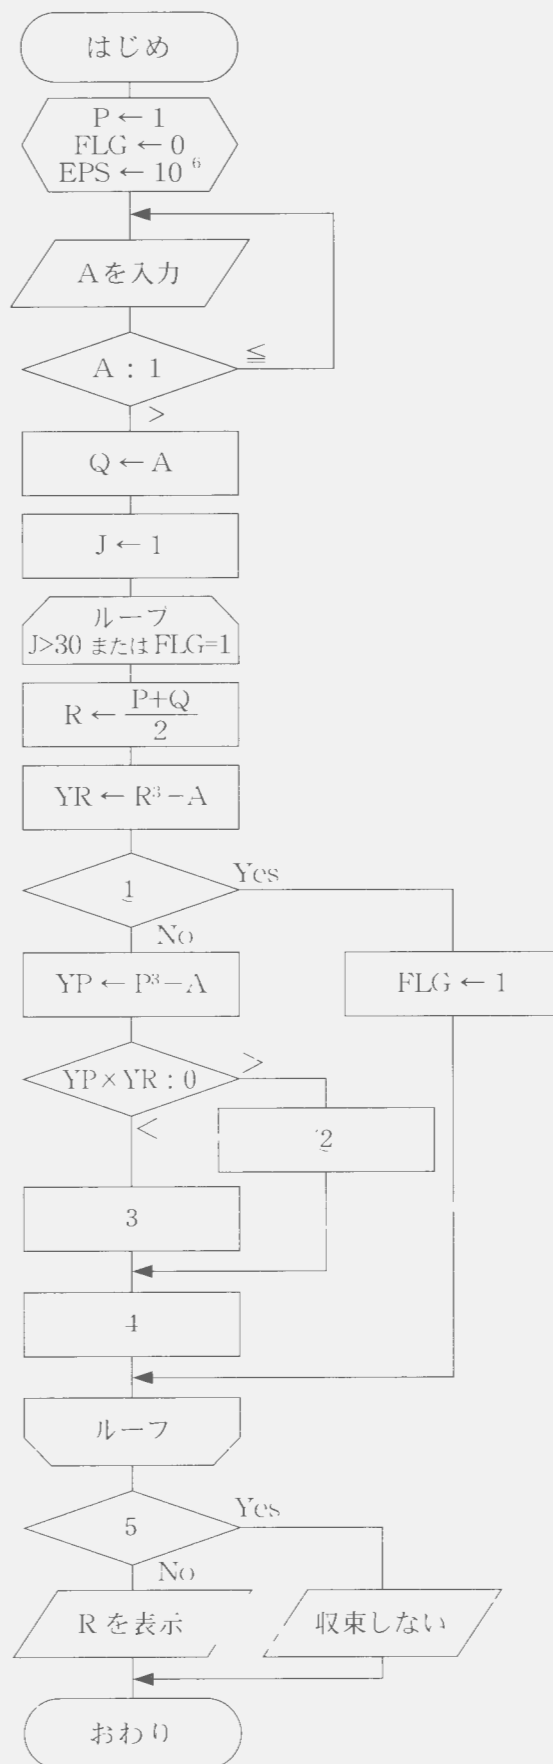 はじめ
P ← 1
FLG ← 0
EPS ← 10 6
Aを入力
A : 1
≦
>
Q ← A
J ← 1
ループ
J>30 または FLG=1
R ← P+Q
2
YR ← R³−A
1
Yes
No
YP ← P³−A
FLG ← 1
YP×YR : 0
>
<
2
3
4
ループ
5
Yes
No
R を表示
収束しない
おわり